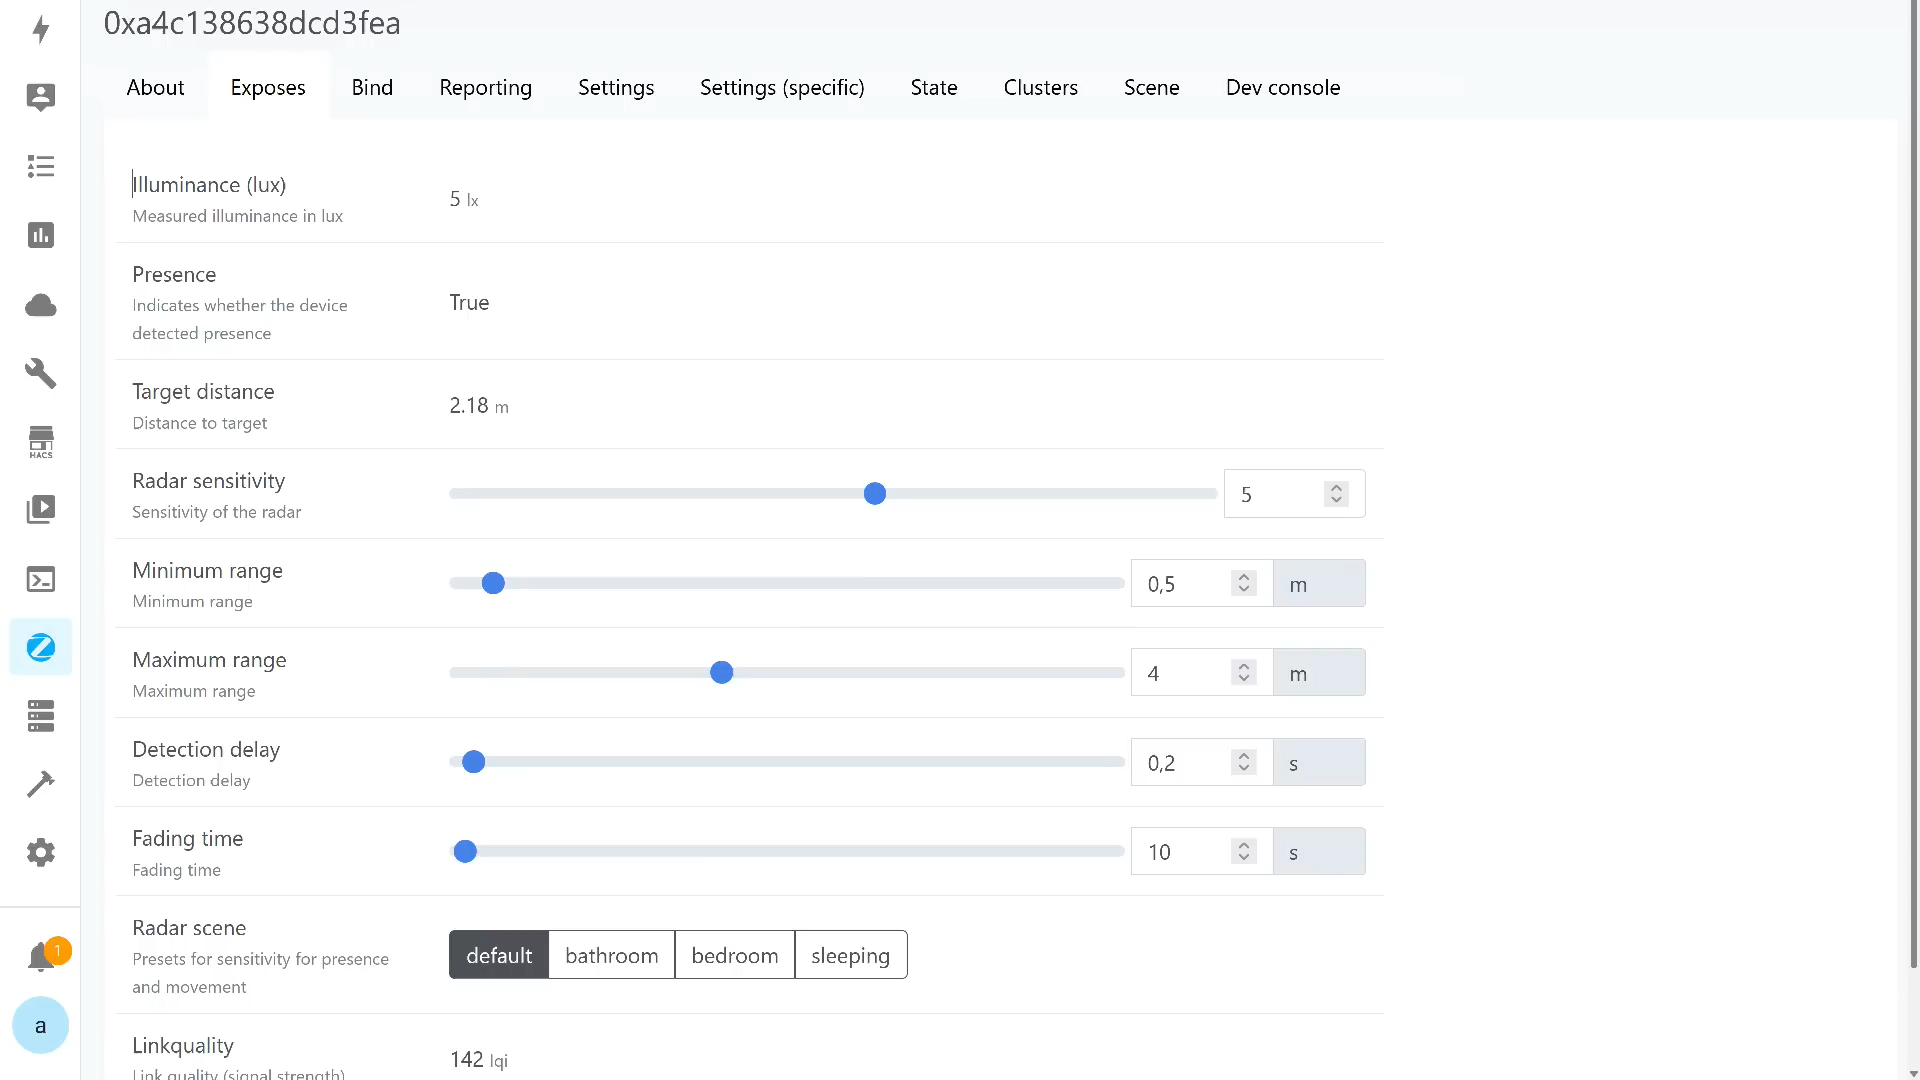 0xa4c138638dcd3fea
About
Exposes
Bind
Reporting
Settings
Settings (specific)
State
Clusters
Scene
Dev console
Illuminance (lux)
Measured illuminance in lux
5 lx
Presence
Indicates whether the device
detected presence
True
Target distance
Distance to target
2.18 m
Radar sensitivity
Sensitivity of the radar
5
Minimum range
Minimum range
0,5
m
Maximum range
Maximum range
4
m
Detection delay
Detection delay
0,2
s
Fading time
Fading time
10
s
Radar scene
Presets for sensitivity for presence
and movement
default
bathroom
bedroom
sleeping
Linkquality
Link quality (signal strength)
142 lqi
HACS
1
a